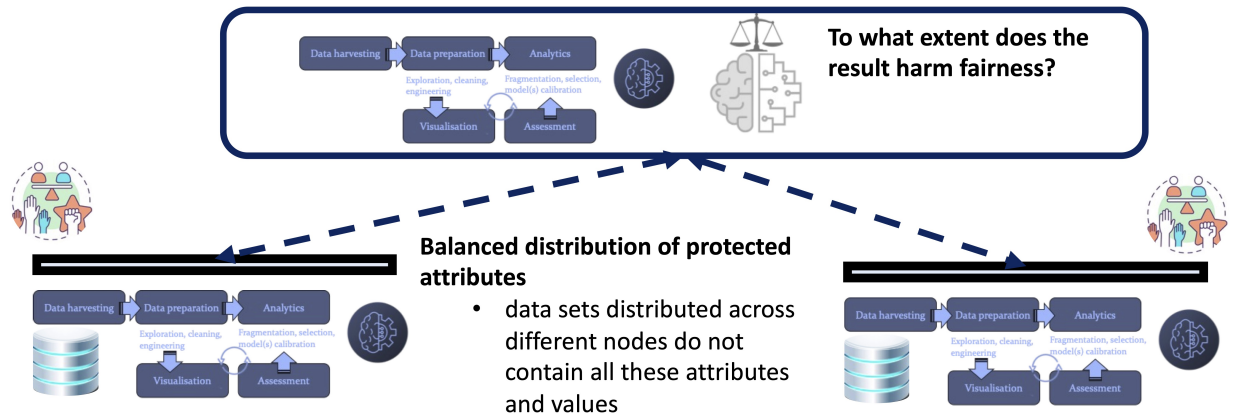 Data harvesting
Data preparation
Analytics
Exploration, cleaning,
engineering
Fragmentation, selection,
model(s) calibration
Visualisation
Assessment
To what extent does the
result harm fairness?
Balanced distribution of protected
attributes
• data sets distributed across
different nodes do not
contain all these attributes
and values
Data harvesting
Data preparation
Analytics
Exploration, cleaning,
engineering
Fragmentation, selection,
model(s) calibration
Visualisation
Assessment
Data harvesting
Data preparation
Analytics
Exploration, cleaning,
engineering
Fragmentation, selection,
model(s) calibration
Visualisation
Assessment